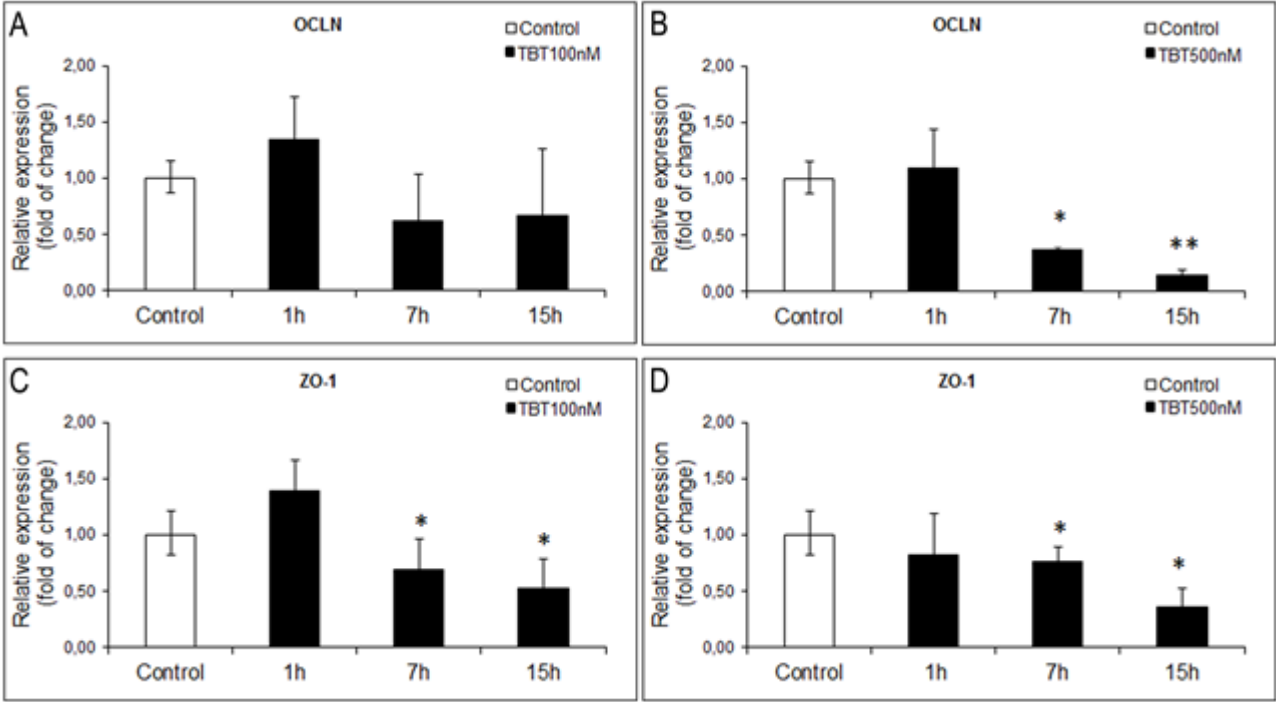 A
OCLN
Control
TBT100nM
Relative expression
(fold of change)
2,00
1,50
1,00
0,50
0,00
Control 1h 7h 15h
B
OCLN
Control
TBT500nM
Relative expression
(fold of change)
2,00
1,50
1,00
0,50
0,00
*
**
Control 1h 7h 15h
C
ZO-1
Control
TBT100nM
Relative expression
(fold of change)
2,00
1,50
1,00
0,50
0,00
*
*
Control 1h 7h 15h
D
ZO-1
Control
TBT500nM
Relative expression
(fold of change)
2,00
1,50
1,00
0,50
0,00
*
*
Control 1h 7h 15h